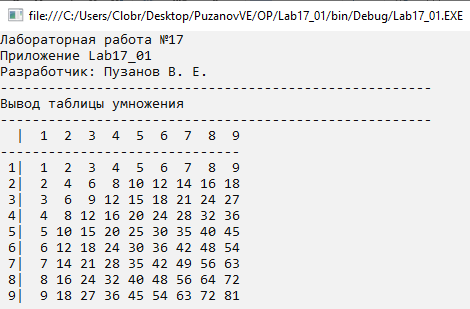 file:///C:/Users/Clobr/Desktop/PuzanovVE/OP/Lab17_01/bin/Debug/Lab17_01.EXE
Лабораторная работа №17
Приложение Lab17_01
Разработчик: Пузанов В. Е.
------------------------------------------------------
Вывод таблицы умножения
------------------------------------------------------
  |  1  2  3  4  5  6  7  8  9
------------------------------
 1|  1  2  3  4  5  6  7  8  9
 2|  2  4  6  8 10 12 14 16 18
 3|  3  6  9 12 15 18 21 24 27
 4|  4  8 12 16 20 24 28 32 36
 5|  5 10 15 20 25 30 35 40 45
 6|  6 12 18 24 30 36 42 48 54
 7|  7 14 21 28 35 42 49 56 63
 8|  8 16 24 32 40 48 56 64 72
 9|  9 18 27 36 45 54 63 72 81